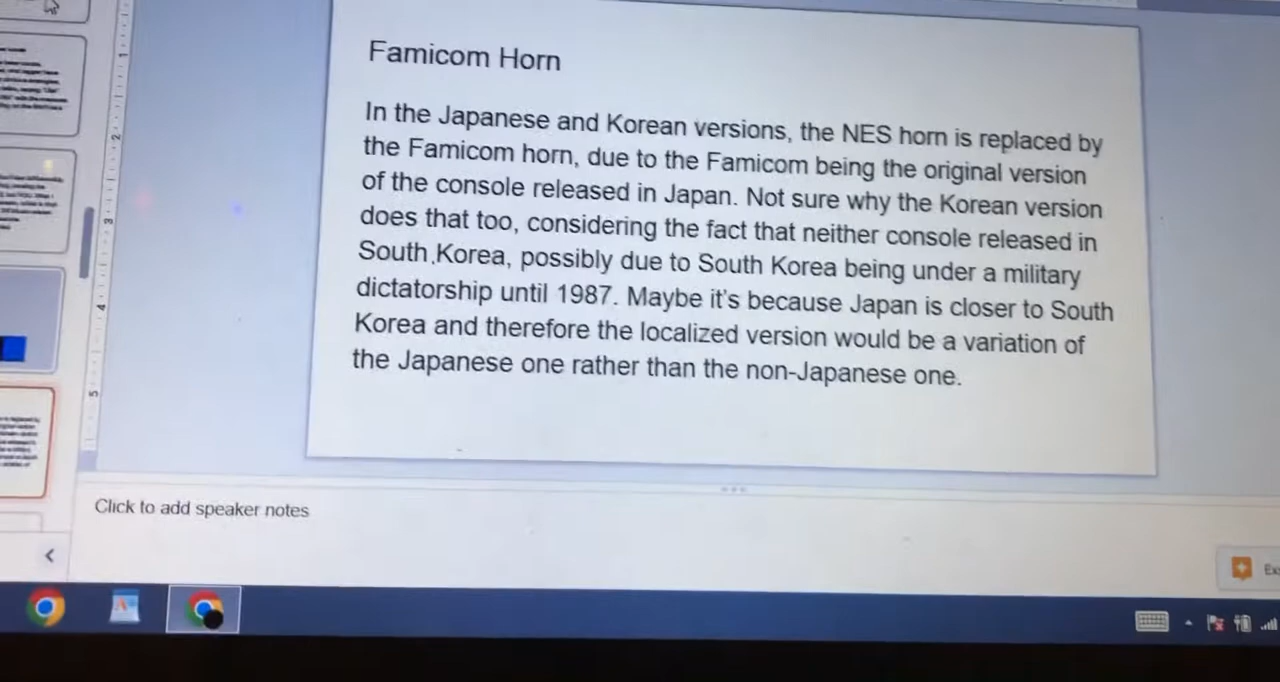 Famicom Horn
In the Japanese and Korean versions, the NES horn is replaced by
the Famicom horn, due to the Famicom being the original version
of the console released in Japan. Not sure why the Korean version
does that too, considering the fact that neither console released in
South Korea, possibly due to South Korea being under a military
dictatorship until 1987. Maybe it's because Japan is closer to South
Korea and therefore the localized version would be a variation of
the Japanese one rather than the non-Japanese one.
Click to add speaker notes